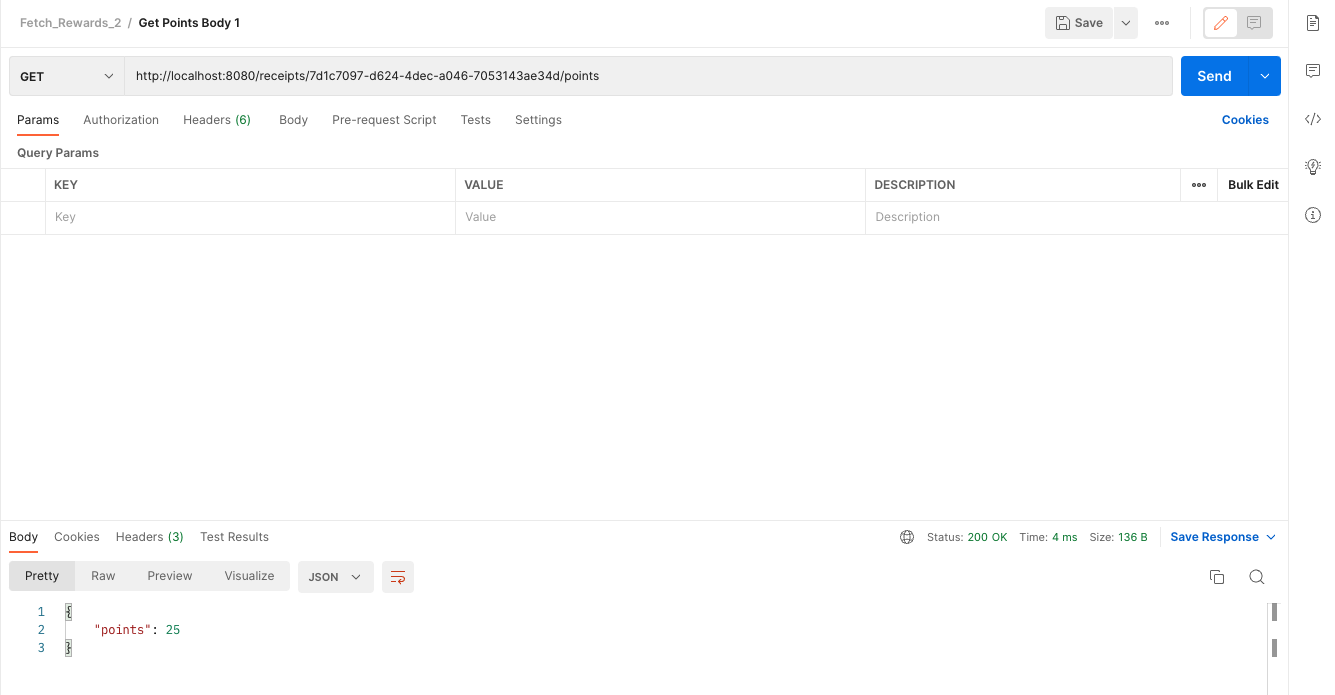 Fetch_Rewards_2 / Get Points Body 1
Save
GET
http://localhost:8080/receipts/7d1c7097-d624-4dec-a046-7053143ae34d/points
Send
Params Authorization Headers (6) Body Pre-request Script Tests Settings Cookies
Query Params
KEY VALUE DESCRIPTION Bulk Edit
Key Value Description
Body Cookies Headers (3) Test Results Status: 200 OK Time: 4 ms Size: 136 B Save Response
Pretty Raw Preview Visualize JSON
1 {
2 "points": 25
3 }